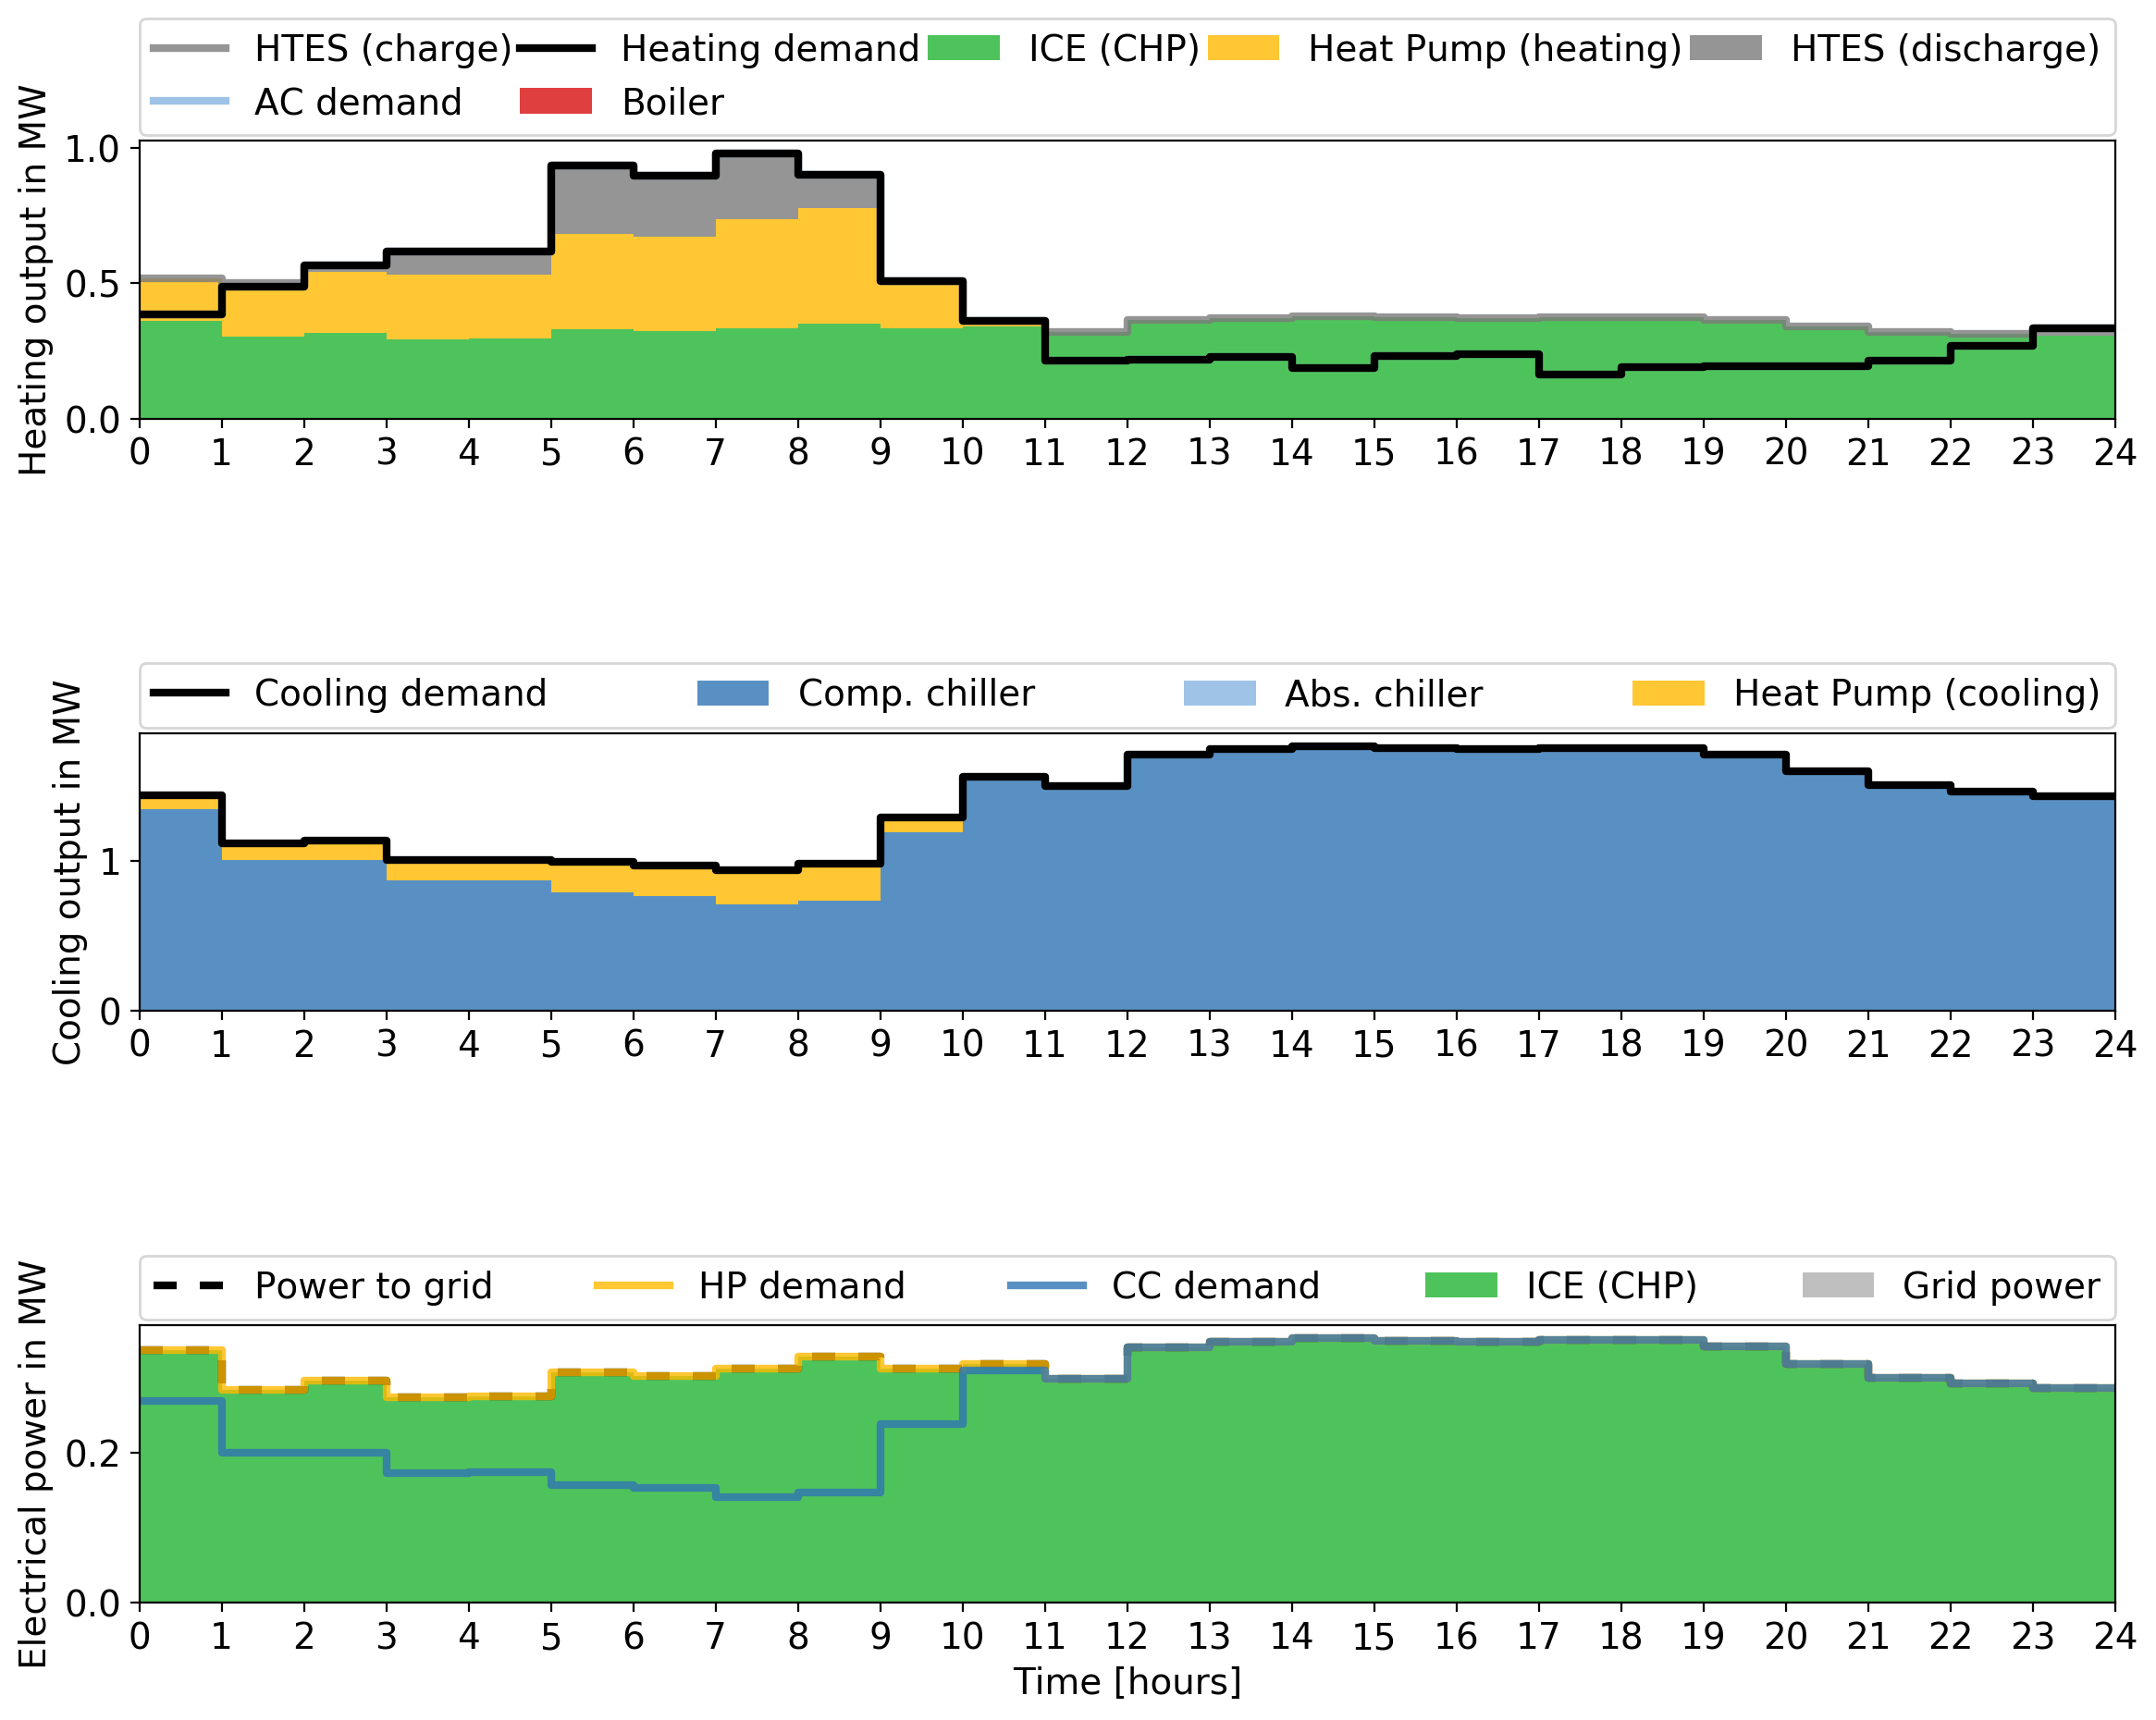 HTES (charge) Heating demand ICE (CHP) Heat Pump (heating) HTES (discharge)
AC demand Boiler
Heating output in MW
1.0
0.5
0.0
0 1 2 3 4 5 6 7 8 9 10 11 12 13 14 15 16 17 18 19 20 21 22 23 24
Cooling demand Comp. chiller Abs. chiller Heat Pump (cooling)
Cooling output in MW
1
0
0 1 2 3 4 5 6 7 8 9 10 11 12 13 14 15 16 17 18 19 20 21 22 23 24
Power to grid HP demand CC demand ICE (CHP) Grid power
Electrical power in MW
0.2
0.0
0 1 2 3 4 5 6 7 8 9 10 11 12 13 14 15 16 17 18 19 20 21 22 23 24
Time [hours]